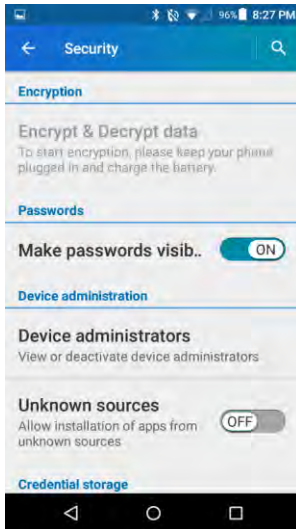 96% 8:27 PM
Security
Encryption
Encrypt & Decrypt data
To start encryption, please keep your phone
plugged in and charge the battery.
Passwords
Make passwords visib.. ON
Device administration
Device administrators
View or deactivate device administrators
Unknown sources
Allow installation of apps from
unknown sources
OFF
Credential storage